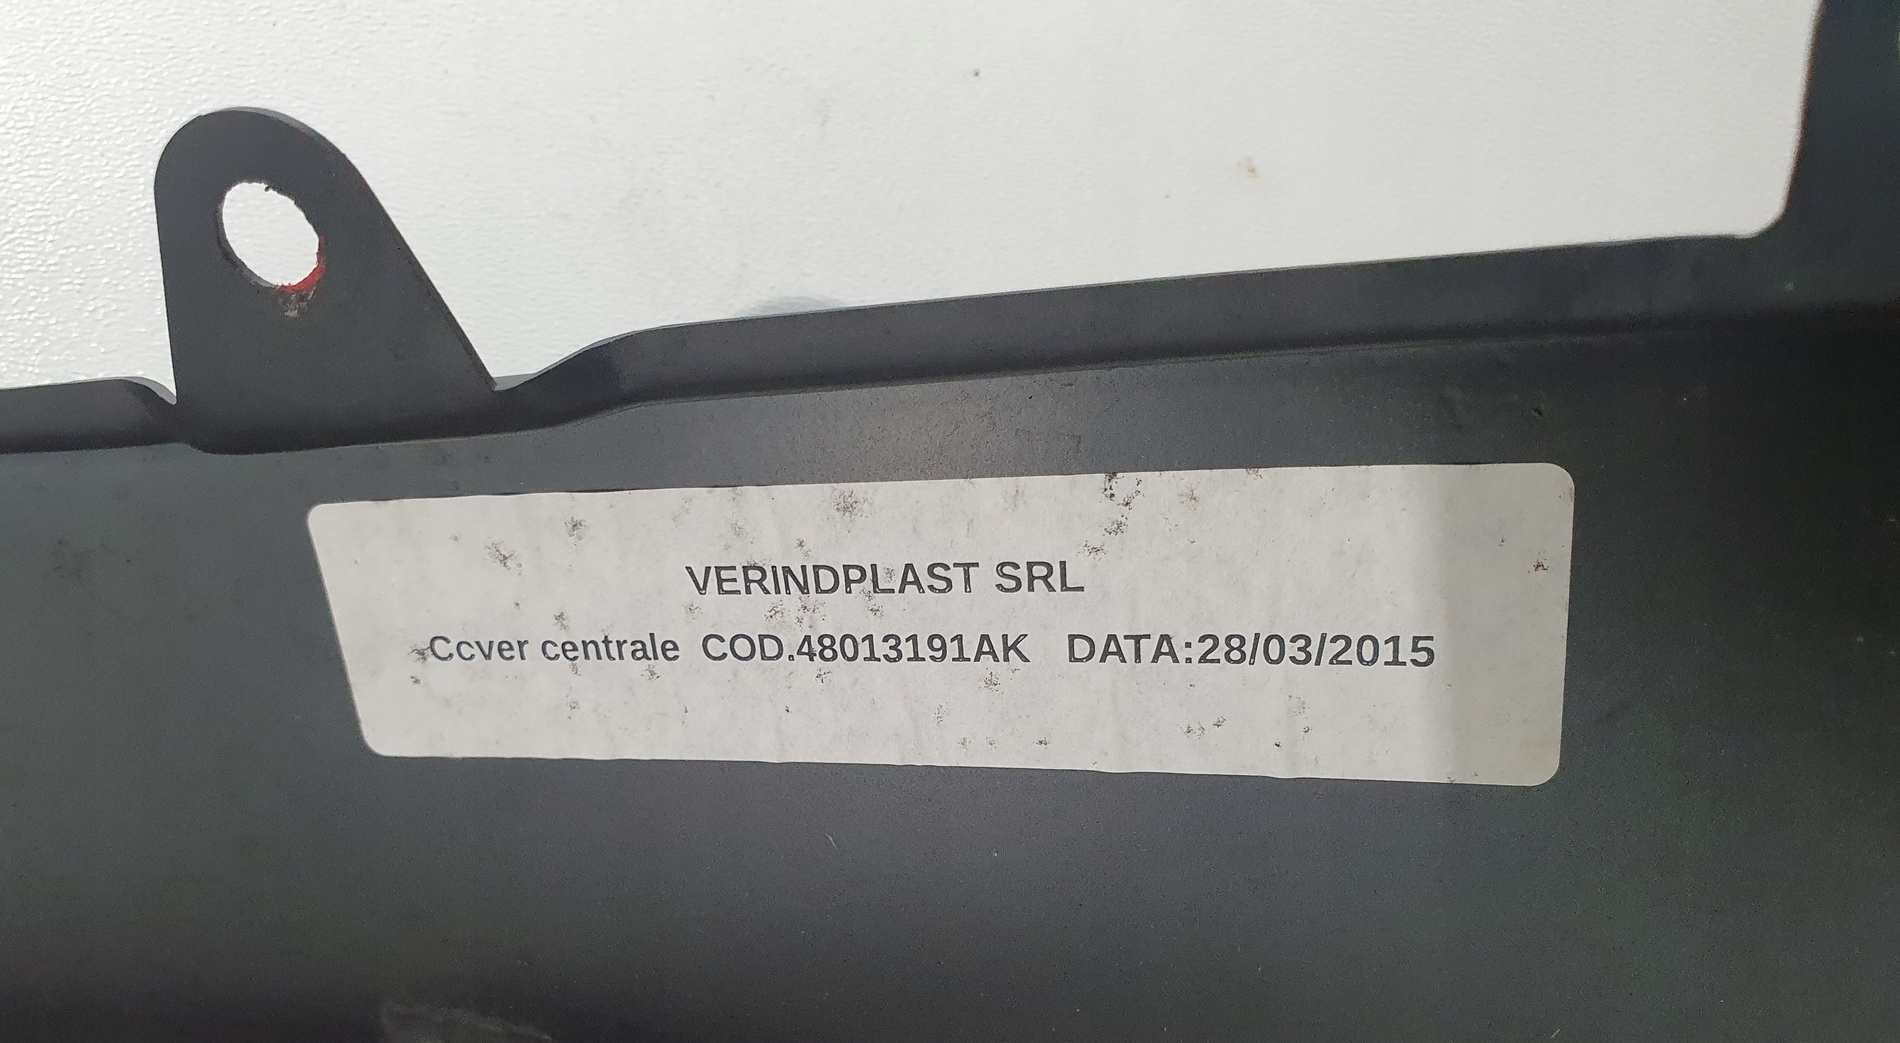 VERINDPLAST SRL
Ccver centrale COD.48013191AK DATA:28/03/2015